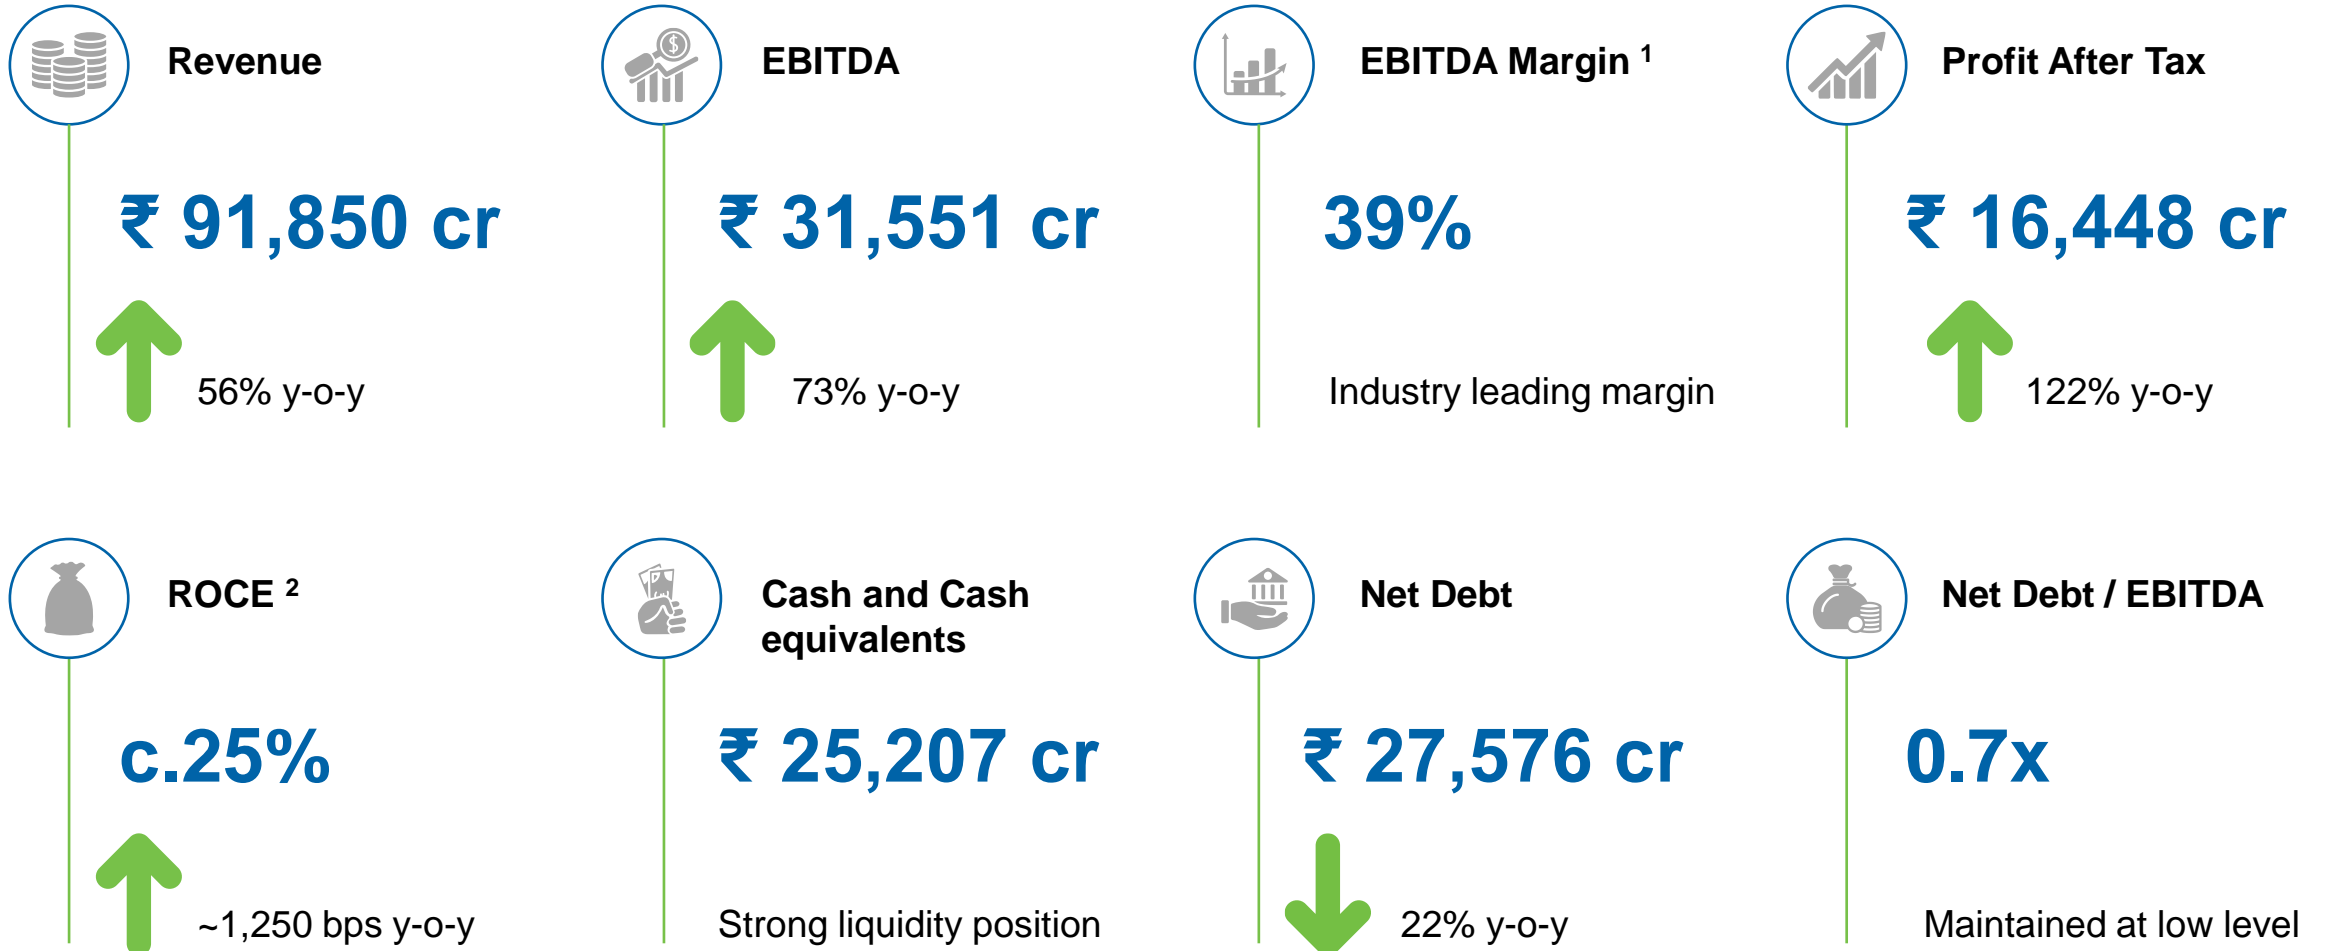 Revenue
₹ 91,850 cr
56% y-o-y
EBITDA
₹ 31,551 cr
73% y-o-y
EBITDA Margin 1
39%
Industry leading margin
Profit After Tax
₹ 16,448 cr
122% y-o-y
ROCE 2
c.25%
~1,250 bps y-o-y
Cash and Cash
equivalents
₹ 25,207 cr
Strong liquidity position
Net Debt
₹ 27,576 cr
22% y-o-y
Net Debt / EBITDA
0.7x
Maintained at low level